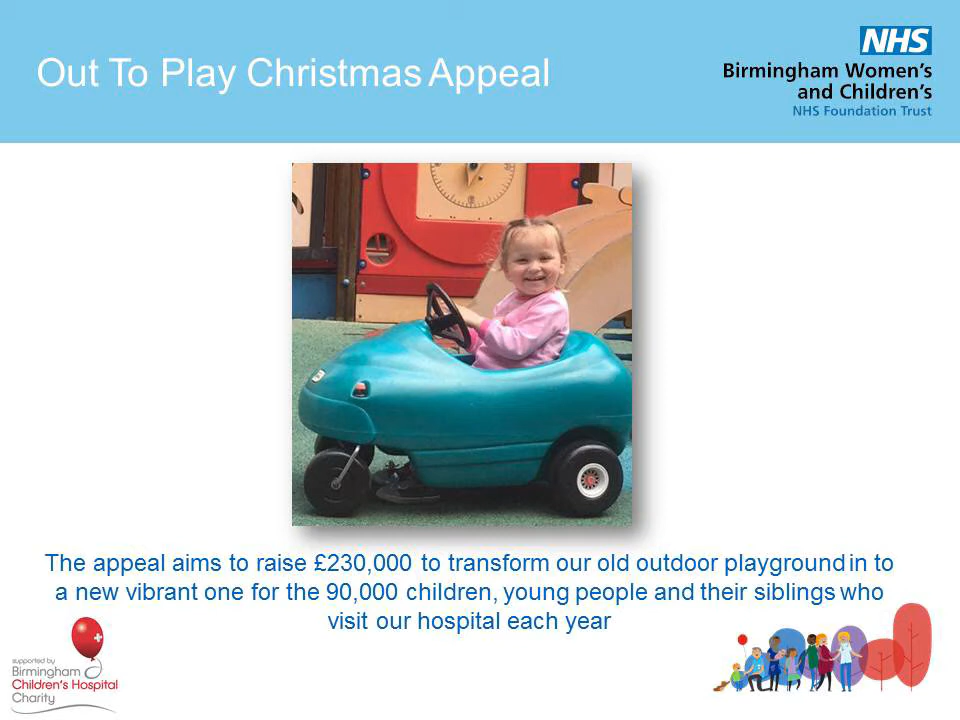 Out To Play Christmas Appeal
NHS
Birmingham Women's
and Children's
NHS Foundation Trust
The appeal aims to raise £230,000 to transform our old outdoor playground in to
a new vibrant one for the 90,000 children, young people and their siblings who
visit our hospital each year
supported by
Birmingham
Children's Hospital
Charity